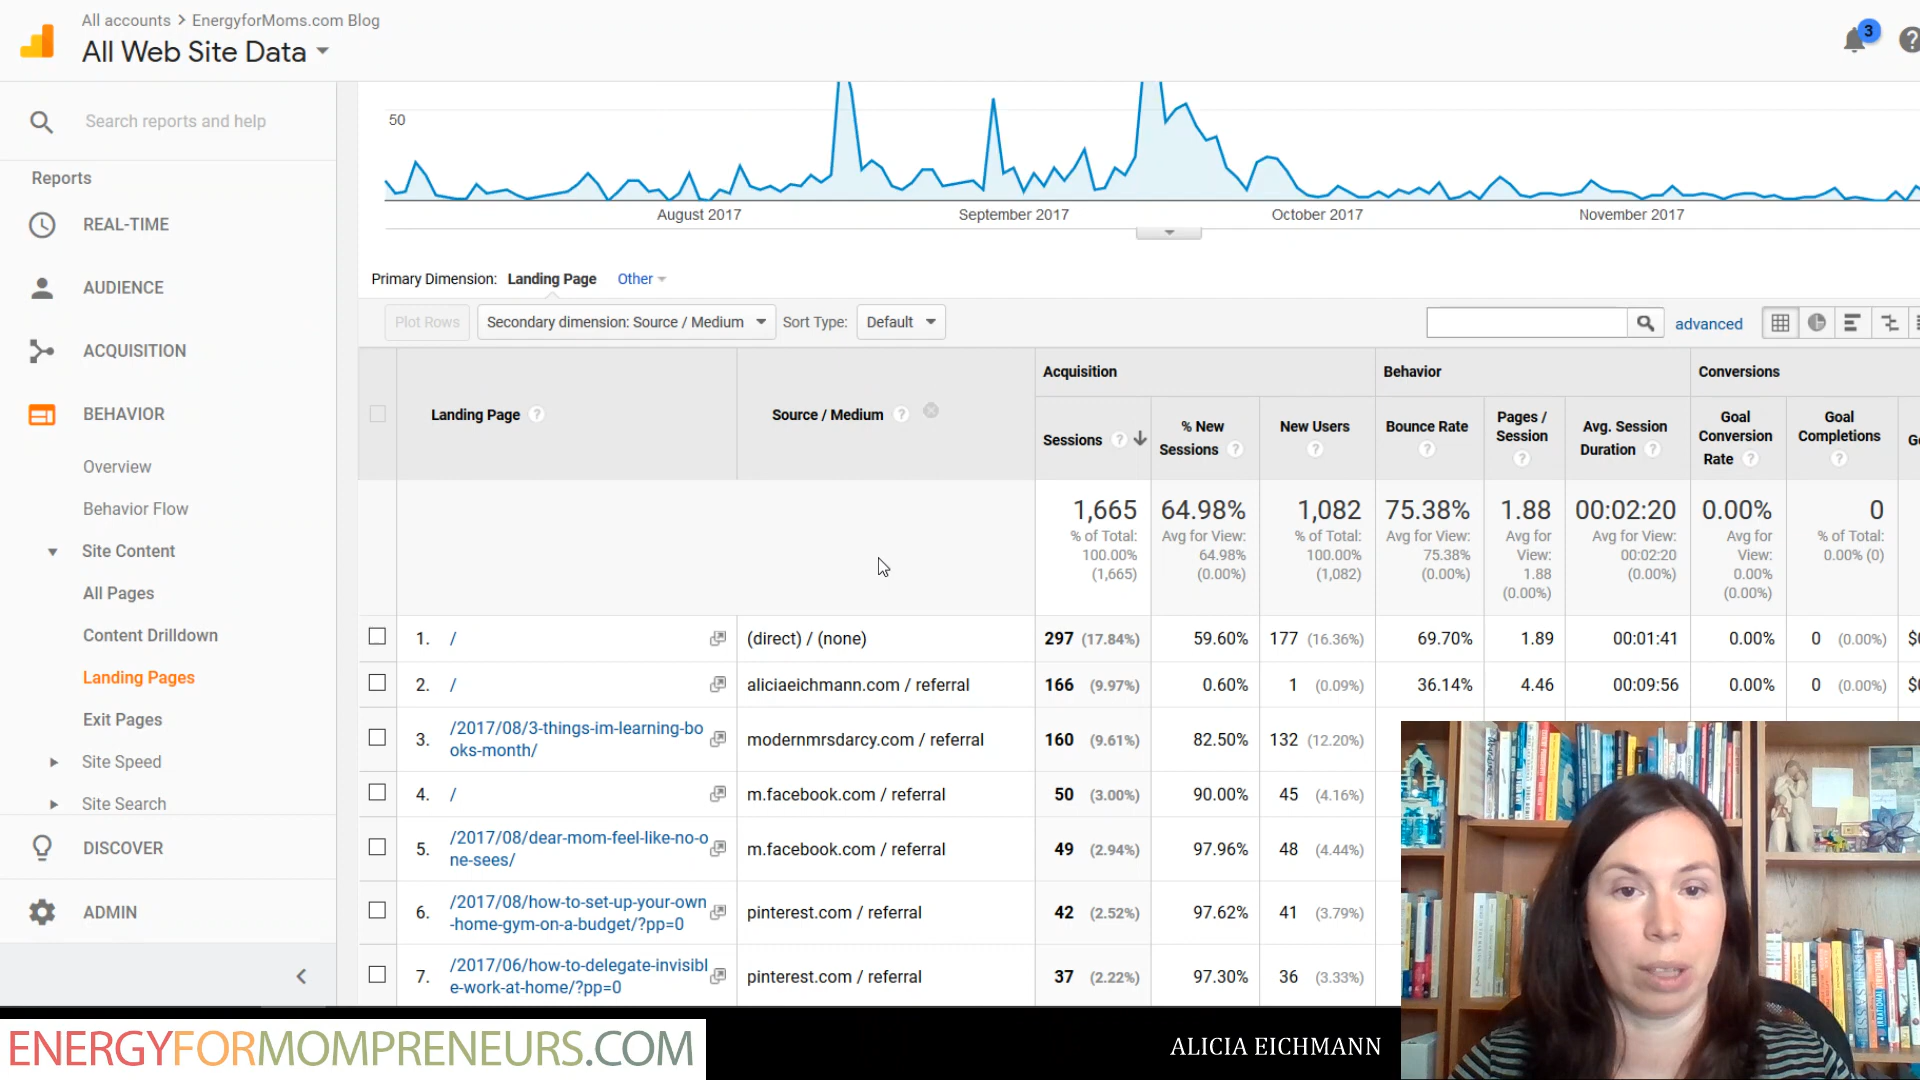 All accounts > EnergyforMoms.com Blog
All Web Site Data
3
?
Search reports and help
Reports
REAL-TIME
AUDIENCE
ACQUISITION
BEHAVIOR
Overview
Behavior Flow
Site Content
All Pages
Content Drilldown
Landing Pages
Exit Pages
Site Speed
Site Search
DISCOVER
ADMIN
50
August 2017 September 2017 October 2017 November 2017
Primary Dimension: Landing Page Other
Plot Rows Secondary dimension: Source / Medium Sort Type: Default advanced
Acquisition Behavior Conversions
Landing Page ? Source / Medium ? Sessions ? % New Sessions ? New Users ? Bounce Rate ? Pages / Session ? Avg. Session Duration ? Goal Conversion Rate ? Goal Completions ?
1,665 64.98% 1,082 75.38% 1.88 00:02:20 0.00% 0
% of Total: 100.00% (1,665) Avg for View: 64.98% (0.00%) % of Total: 100.00% (1,082) Avg for View: 75.38% (0.00%) Avg for View: 1.88 (0.00%) Avg for View: 00:02:20 (0.00%) Avg for View: 0.00% (0.00%) % of Total: 0.00% (0)
1. / (direct) / (none) 297 (17.84%) 59.60% 177 (16.36%) 69.70% 1.89 00:01:41 0.00% 0 (0.00%)
2. / aliciaeichmann.com / referral 166 (9.97%) 0.60% 1 (0.09%) 36.14% 4.46 00:09:56 0.00% 0 (0.00%)
3. /2017/08/3-things-im-learning-bo
oks-month/ modernmrsdarcy.com / referral 160 (9.61%) 82.50% 132 (12.20%)
4. / m.facebook.com / referral 50 (3.00%) 90.00% 45 (4.16%)
5. /2017/08/dear-mom-feel-like-no-o
ne-sees/ m.facebook.com / referral 49 (2.94%) 97.96% 48 (4.44%)
6. /2017/08/how-to-set-up-your-own
-home-gym-on-a-budget/?pp=0 pinterest.com / referral 42 (2.52%) 97.62% 41 (3.79%)
7. /2017/06/how-to-delegate-invisibl
e-work-at-home/?pp=0 pinterest.com / referral 37 (2.22%) 97.30% 36 (3.33%)
ENERGYFORMOMPRENEURS.COM
ALICIA EICHMANN